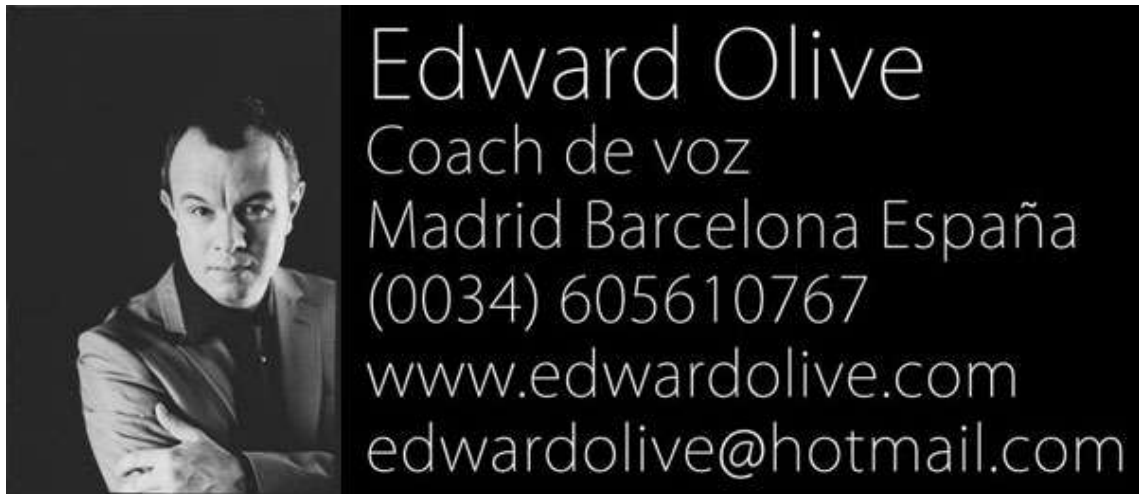 Edward Olive
Coach de voz
Madrid Barcelona España
(0034) 605610767
www.edwardolive.com
edwardolive@hotmail.com